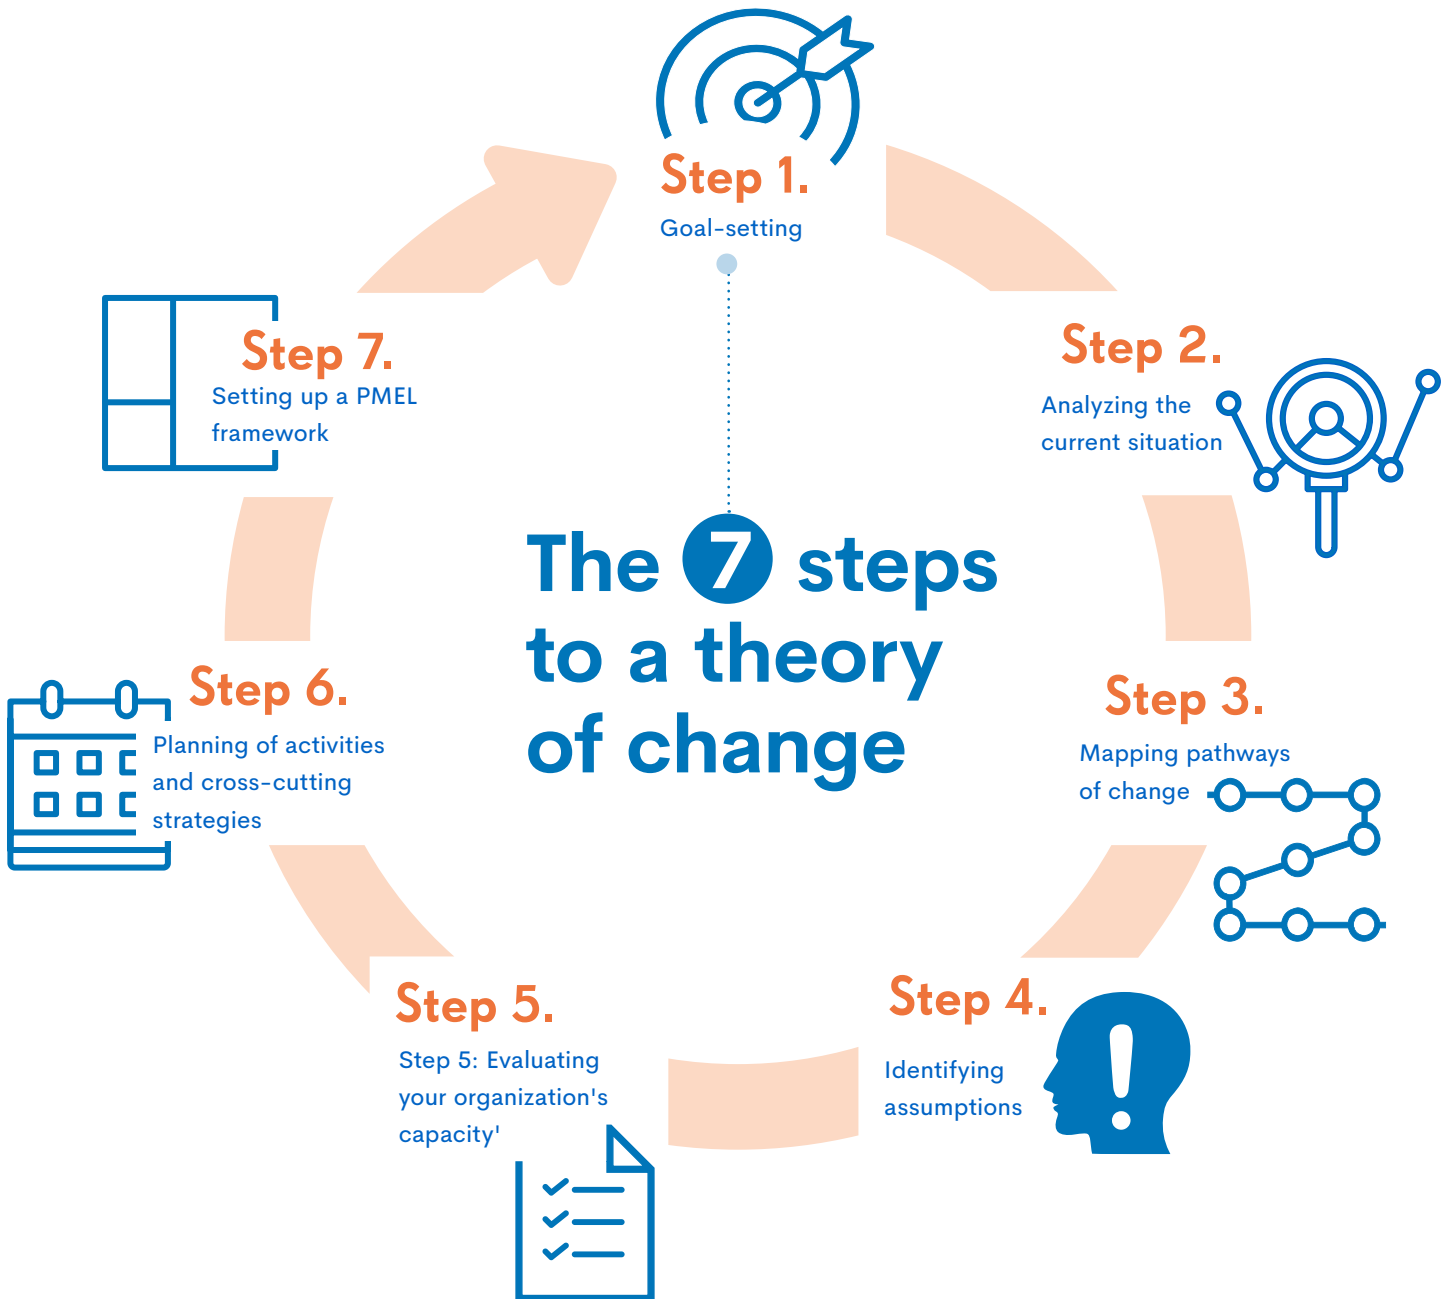 Step 1.
Goal-setting
Step 2.
Analyzing the
current situation
Step 3.
Mapping pathways
of change
Step 4.
Identifying
assumptions
Step 5.
Step 5: Evaluating
your organization's
capacity'
Step 6.
Planning of activities
and cross-cutting
strategies
Step 7.
Setting up a PMEL
framework
The 7 steps
to a theory
of change